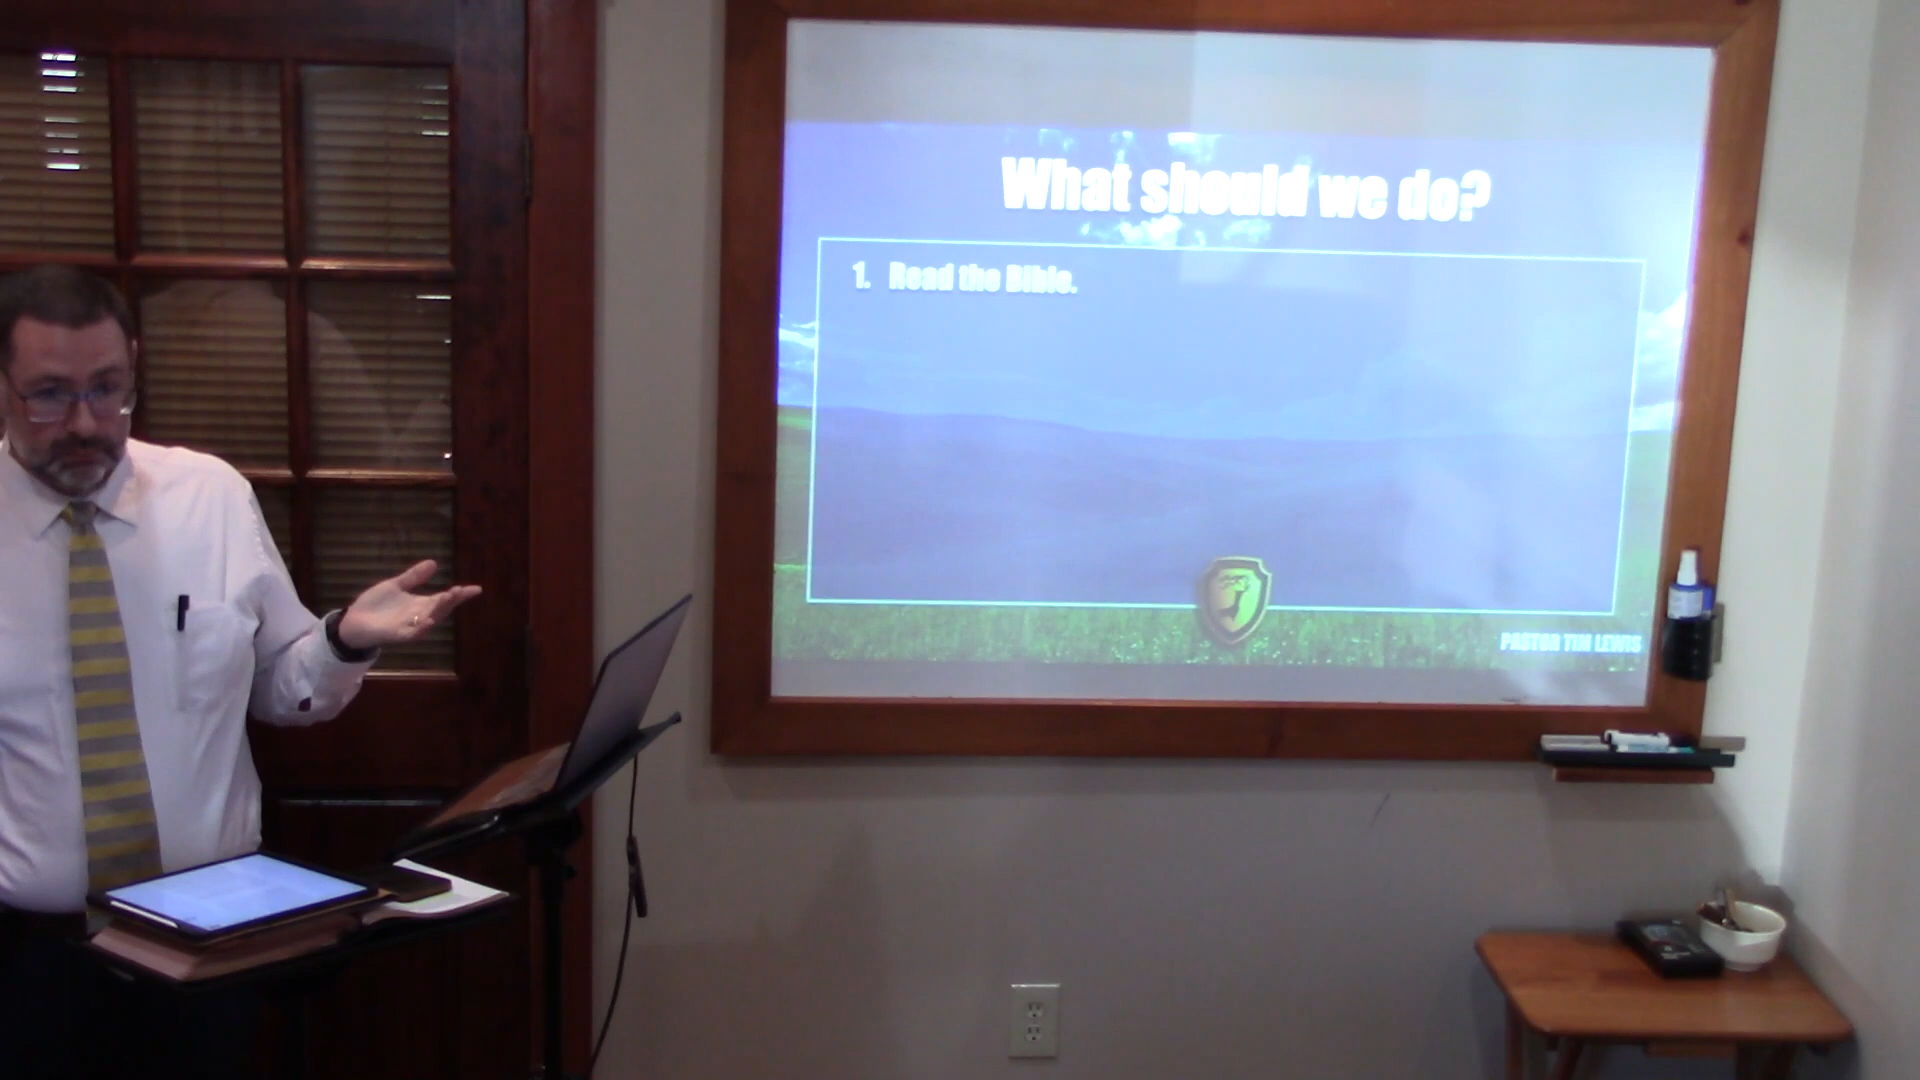 What should we do?
1. Read the Bible.
PASTOR TIM LEWIS